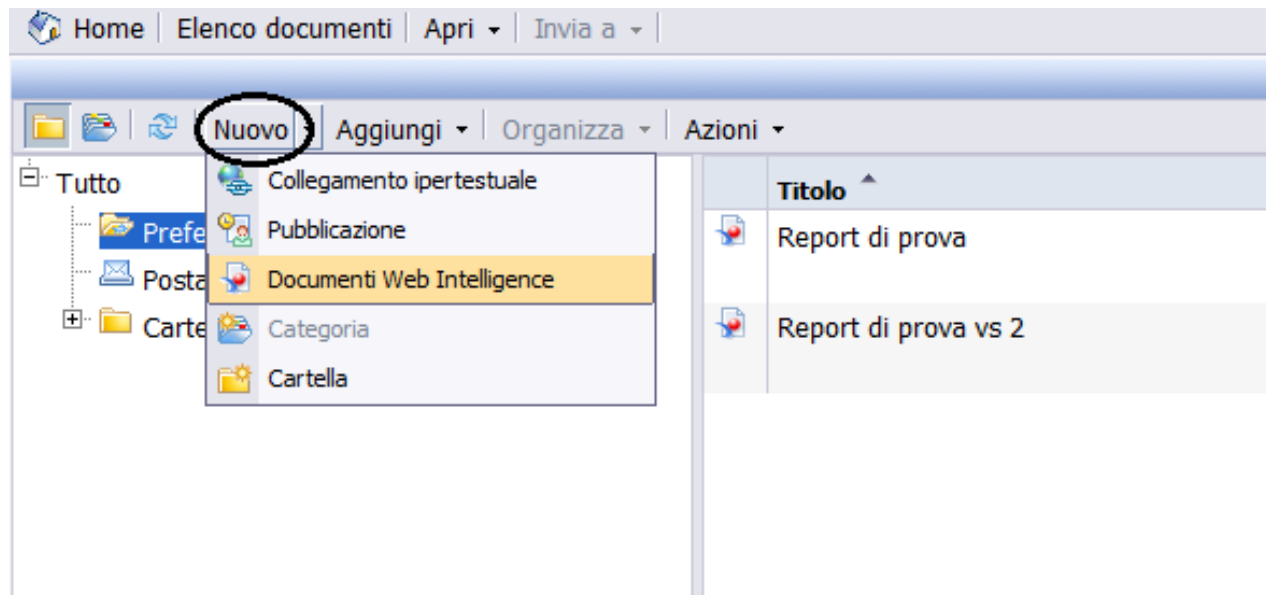 Home Elenco documenti Apri Invia a
Nuovo Aggiungi Organizza Azioni
Tutto
Prefe
Posta
Carte
Collegamento ipertestuale
Pubblicazione
Documenti Web Intelligence
Categoria
Cartella
Titolo
Report di prova
Report di prova vs 2